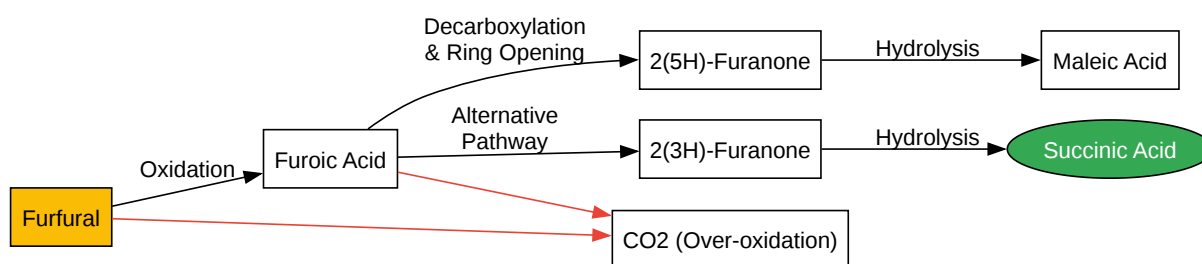 Decarboxylation
& Ring Opening
2(5H)-Furanone
Hydrolysis
Maleic Acid
Alternative
Pathway
2(3H)-Furanone
Hydrolysis
Succinic Acid
Oxidation
Furoic Acid
Furfural
CO2 (Over-oxidation)